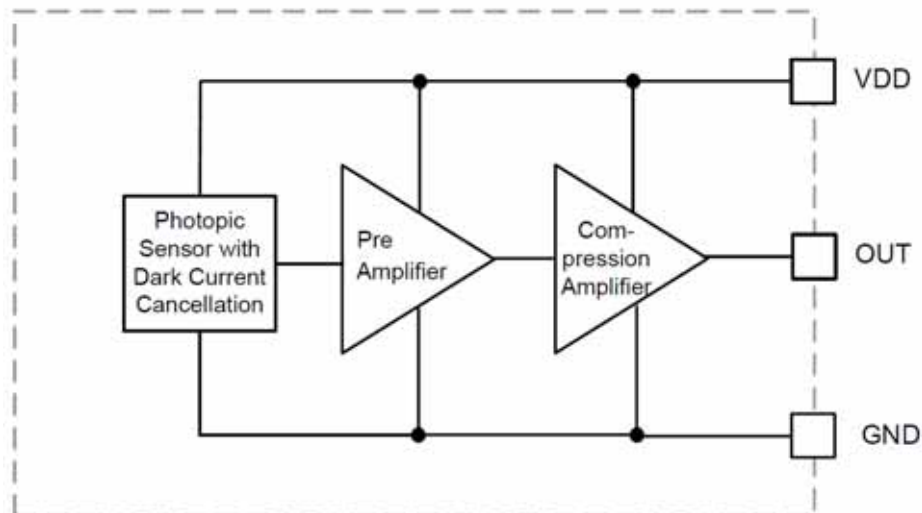 VDD
Photopic
Sensor with
Dark Current
Cancellation
Pre
Amplifier
Com-
pression
Amplifier
OUT
GND